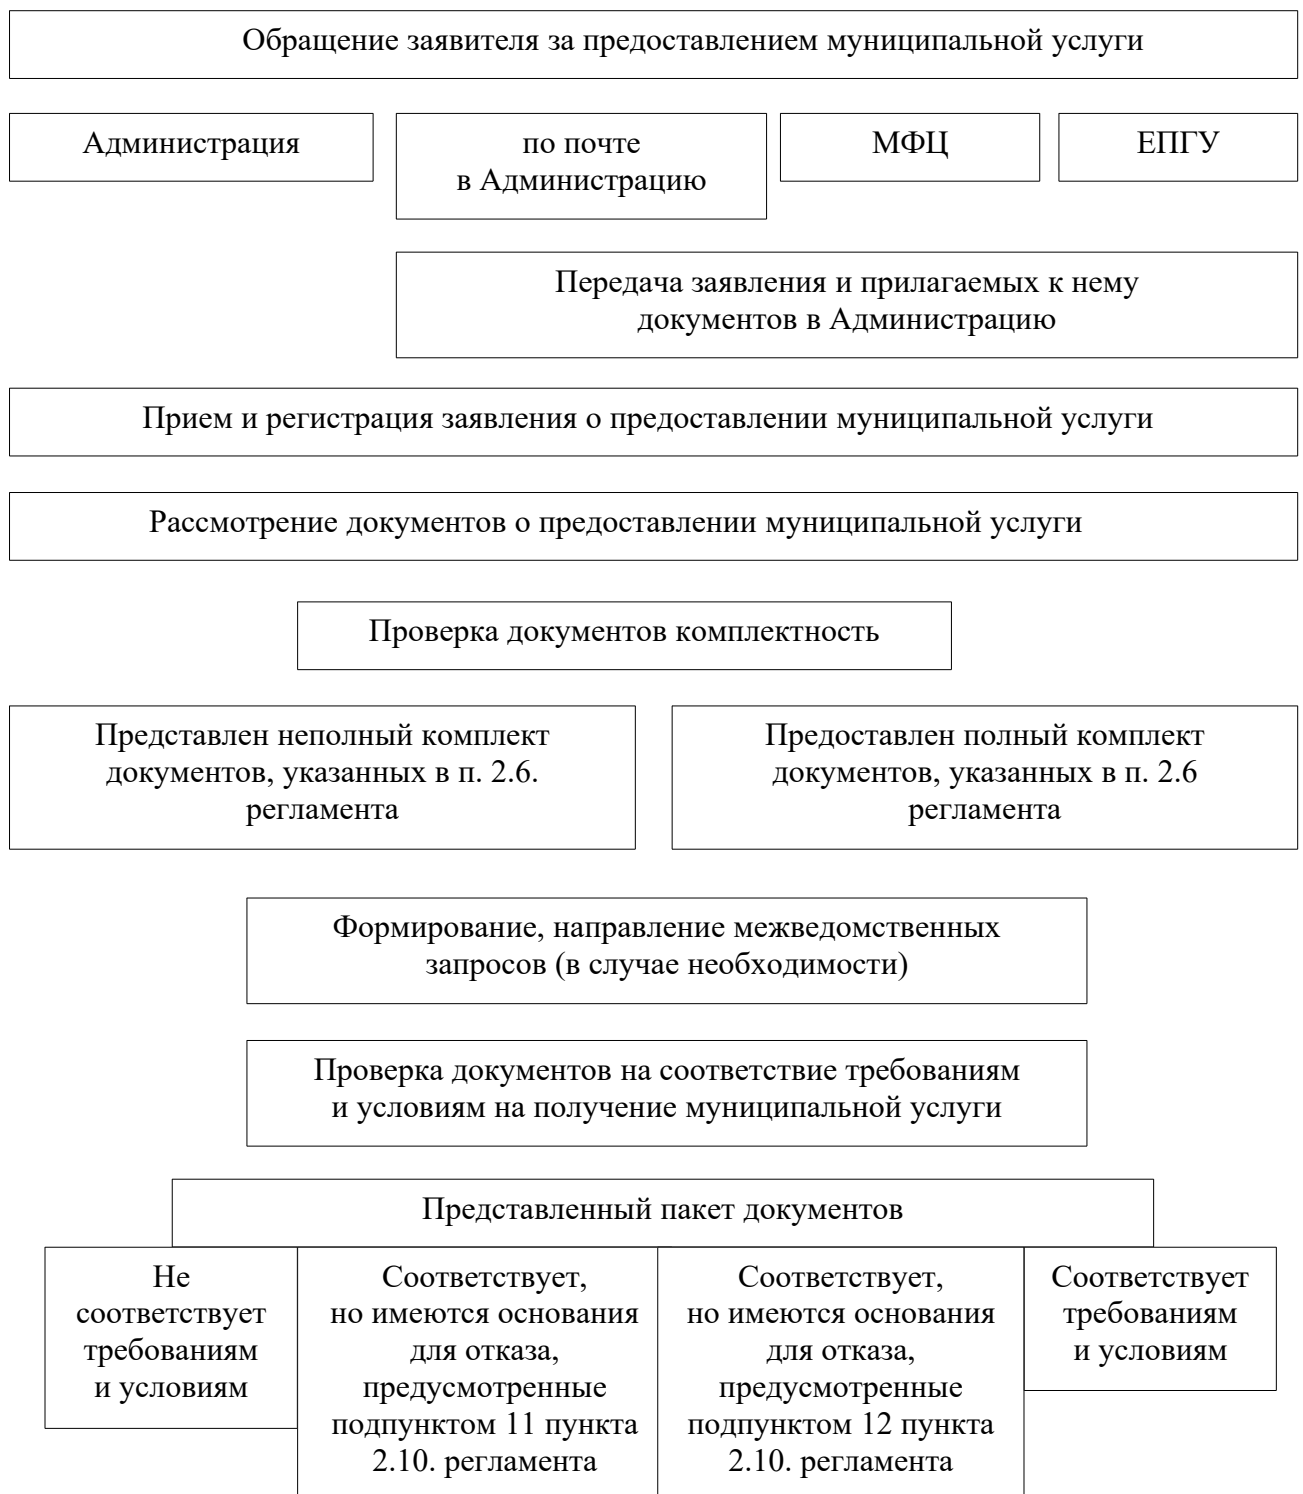 Обращение заявителя за предоставлением муниципальной услуги
Администрация
по почте
в Администрацию
МФЦ
ЕПГУ
Передача заявления и прилагаемых к нему
документов в Администрацию
Прием и регистрация заявления о предоставлении муниципальной услуги
Рассмотрение документов о предоставлении муниципальной услуги
Проверка документов комплектность
Представлен неполный комплект
документов, указанных в п. 2.6.
регламента
Предоставлен полный комплект
документов, указанных в п. 2.6
регламента
Формирование, направление межведомственных
запросов (в случае необходимости)
Проверка документов на соответствие требованиям
и условиям на получение муниципальной услуги
Представленный пакет документов
Не
соответствует
требованиям
и условиям
Соответствует,
но имеются основания
для отказа,
предусмотренные
подпунктом 11 пункта
2.10. регламента
Соответствует,
но имеются основания
для отказа,
предусмотренные
подпунктом 12 пункта
2.10. регламента
Соответствует
требованиям
и условиям